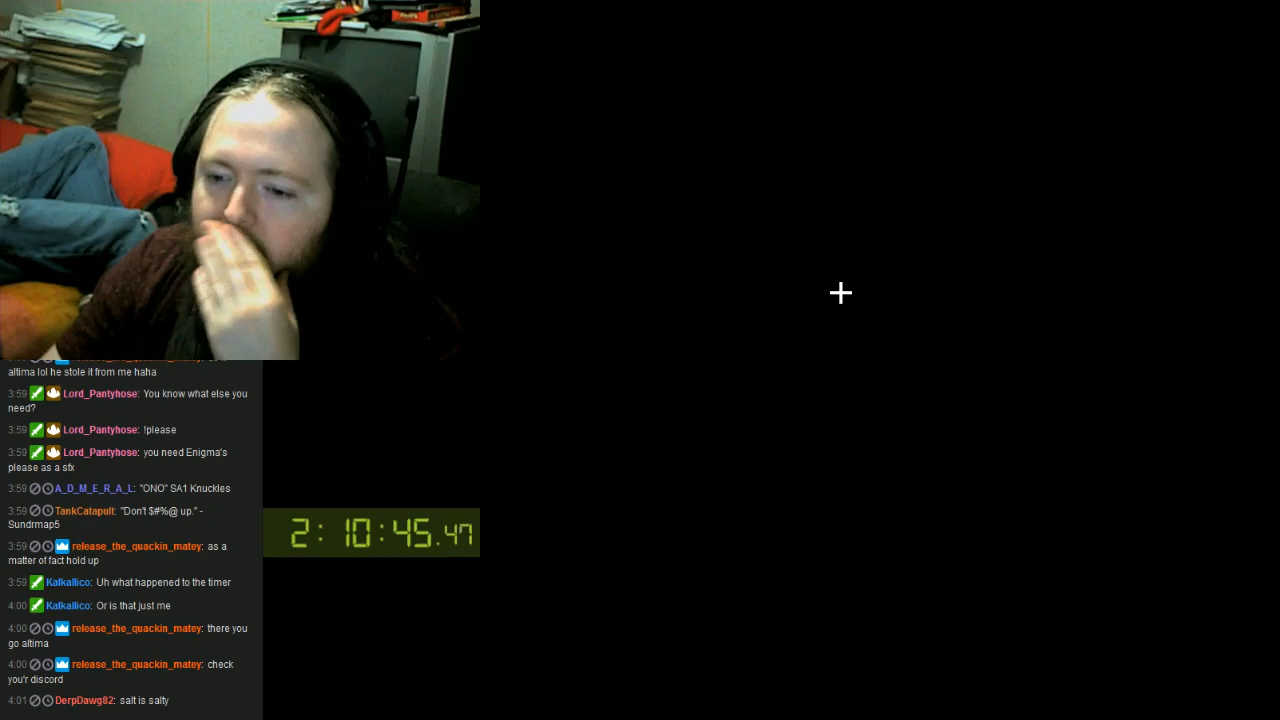 altima lol he stole it from me haha
3:59 Lord_Pantyhose: You know what else you
need?
3:59 Lord_Pantyhose: !please
3:59 Lord_Pantyhose: you need Enigma's
please as a sfx
3:59 A_D_M_E_R_A_L: "ONO" SA1 Knuckles
3:59 TankCatapult: "Don't $#%@ up." -
Sundrmap5
3:59 release_the_quackin_matey: as a
matter of fact hold up
3:59 Kalkallico: Uh what happened to the timer
4:00 Kalkallico: Or is that just me
4:00 release_the_quackin_matey: there you
go altima
4:00 release_the_quackin_matey: check
you'r discord
4:01 DerpDawg82: salt is salty
2:10:45.47